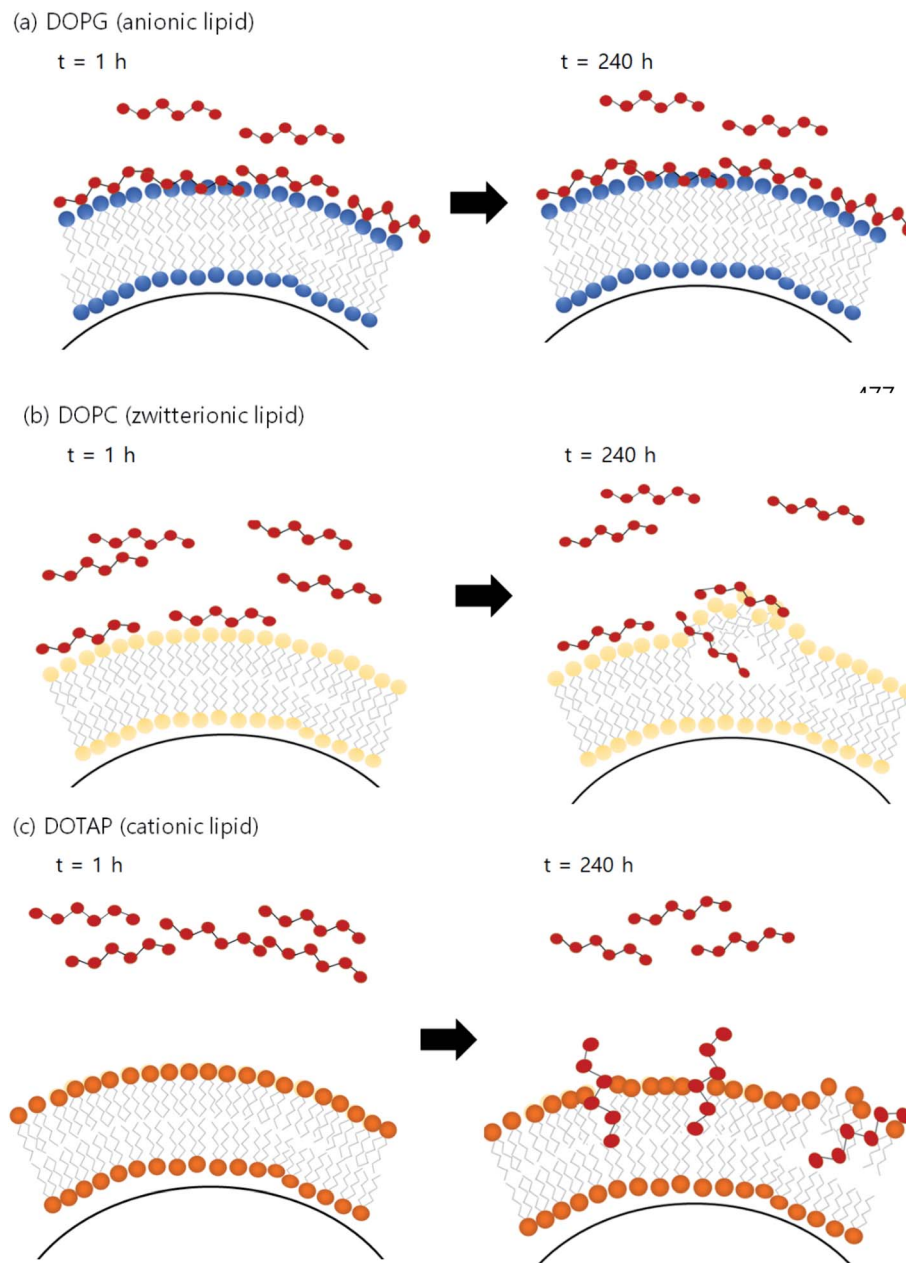 (a) DOPG (anionic lipid)
t = 1 h
t = 240 h
(b) DOPC (zwitterionic lipid)
t = 1 h
t = 240 h
(c) DOTAP (cationic lipid)
t = 1 h
t = 240 h